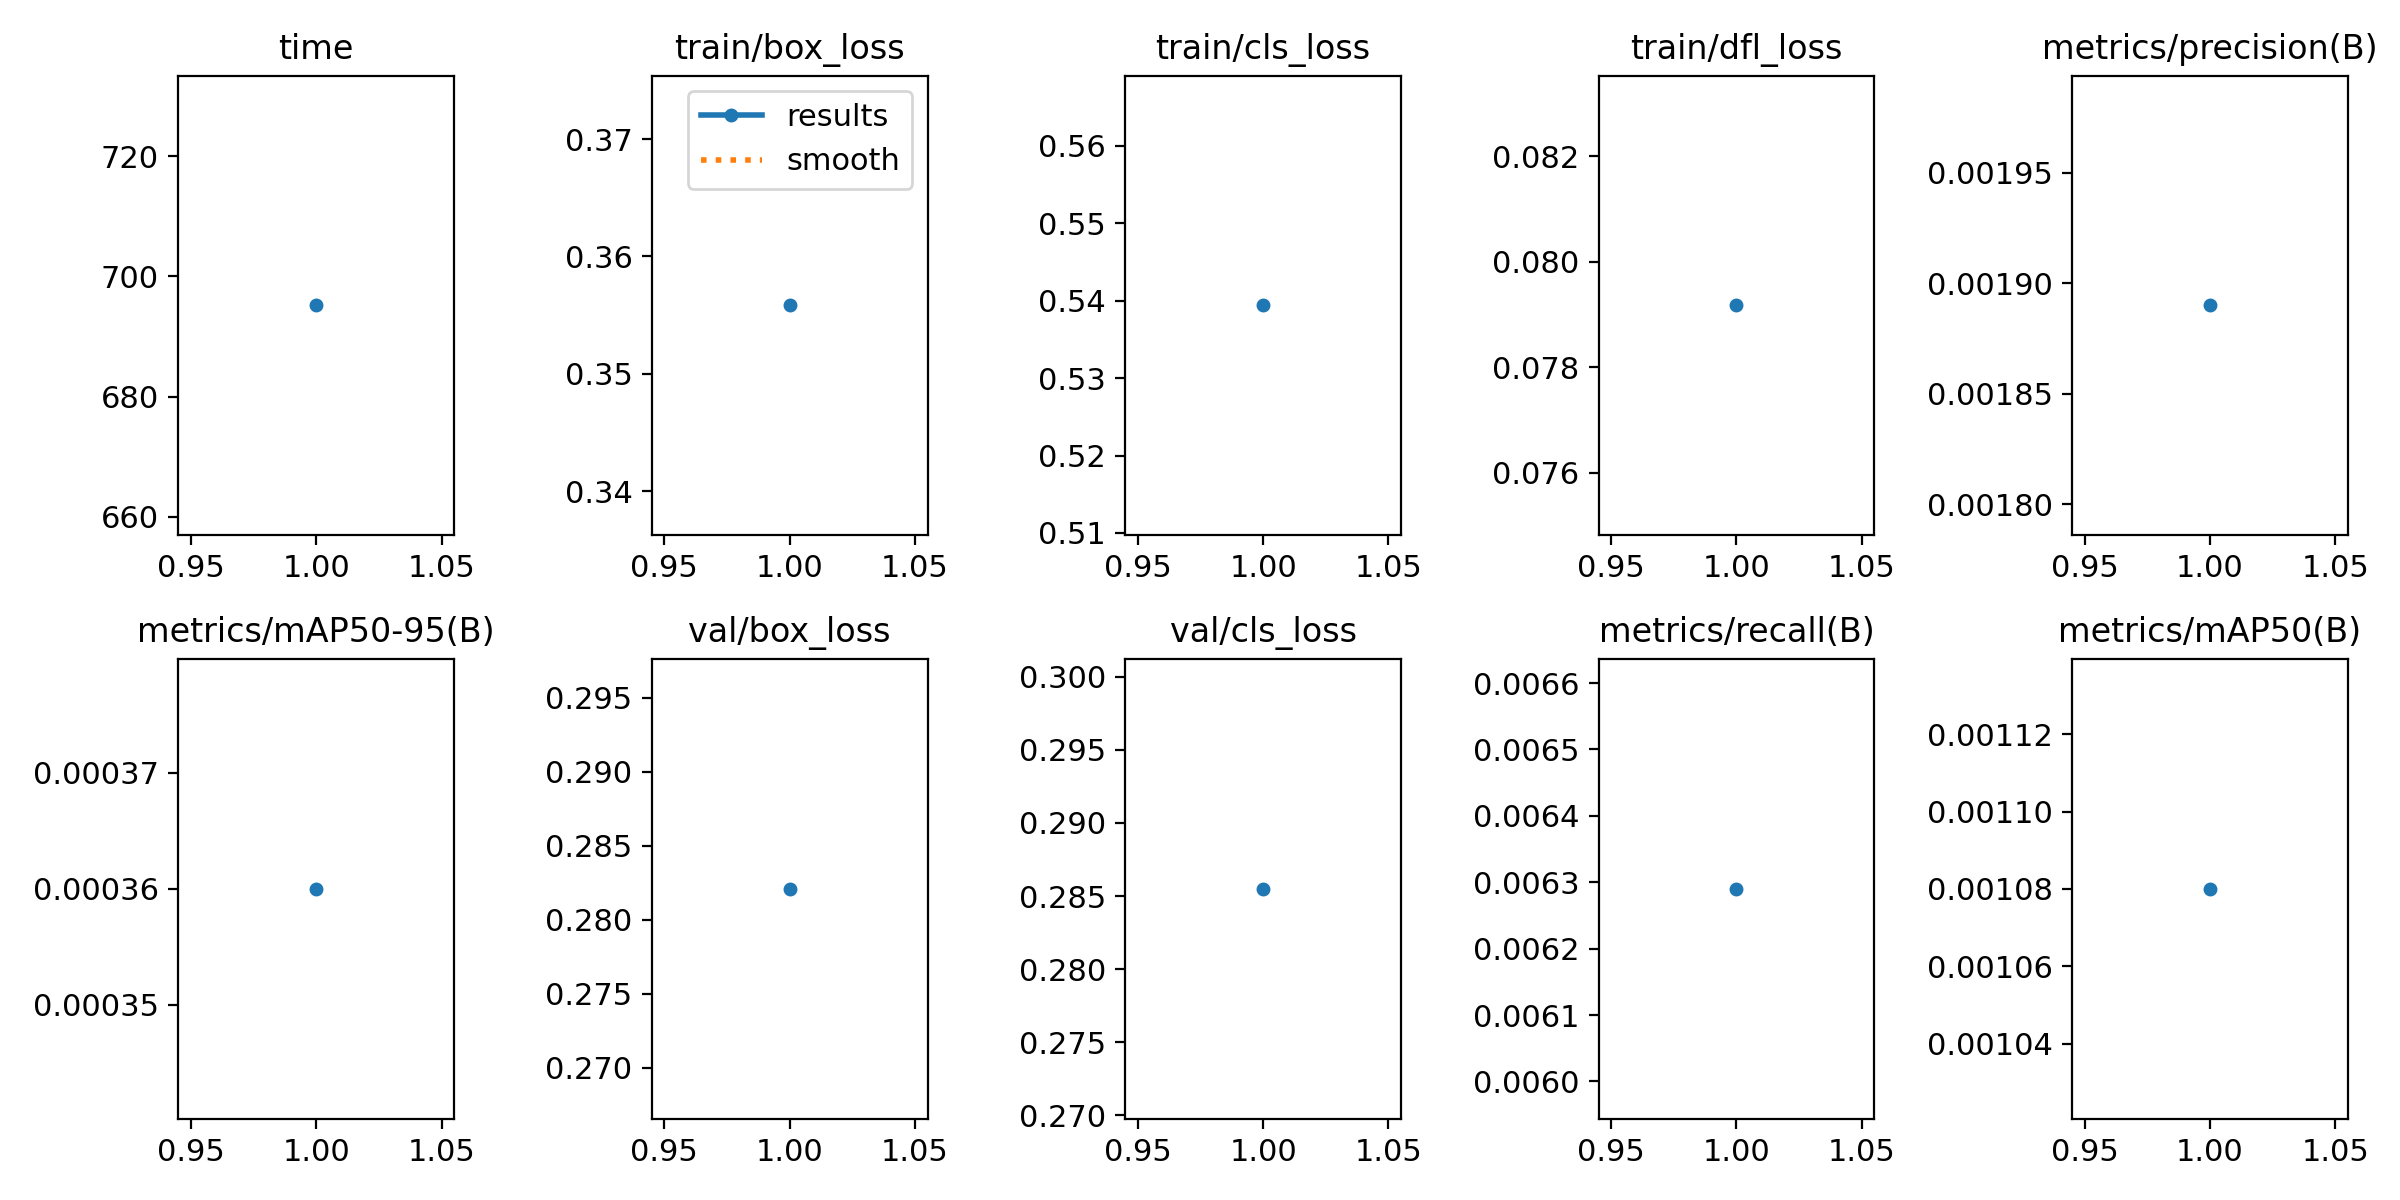 time
720
700
680
660
0.95 1.00 1.05
train/box_loss
results
smooth
0.37
0.36
0.35
0.34
0.95 1.00 1.05
train/cls_loss
0.56
0.55
0.54
0.53
0.52
0.51
0.95 1.00 1.05
train/dfl_loss
0.082
0.080
0.078
0.076
0.95 1.00 1.05
metrics/precision(B)
0.00195
0.00190
0.00185
0.00180
0.95 1.00 1.05
metrics/mAP50-95(B)
0.00037
0.00036
0.00035
0.95 1.00 1.05
val/box_loss
0.295
0.290
0.285
0.280
0.275
0.270
0.95 1.00 1.05
val/cls_loss
0.300
0.295
0.290
0.285
0.280
0.275
0.270
0.95 1.00 1.05
metrics/recall(B)
0.0066
0.0065
0.0064
0.0063
0.0062
0.0061
0.0060
0.95 1.00 1.05
metrics/mAP50(B)
0.00112
0.00110
0.00108
0.00106
0.00104
0.95 1.00 1.05